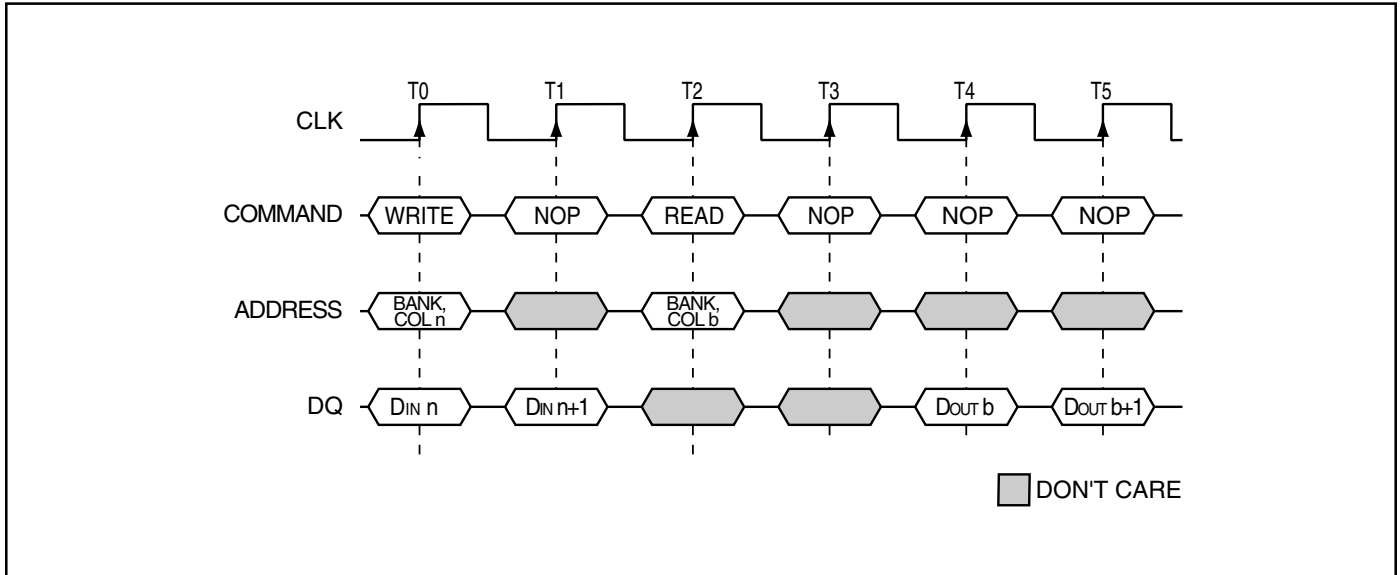 T0 T1 T2 T3 T4 T5
CLK
COMMAND WRITE NOP READ NOP NOP NOP
ADDRESS BANK, COL n BANK, COL b
DQ DIN n DIN n+1 DOUT b DOUT b+1
DON'T CARE